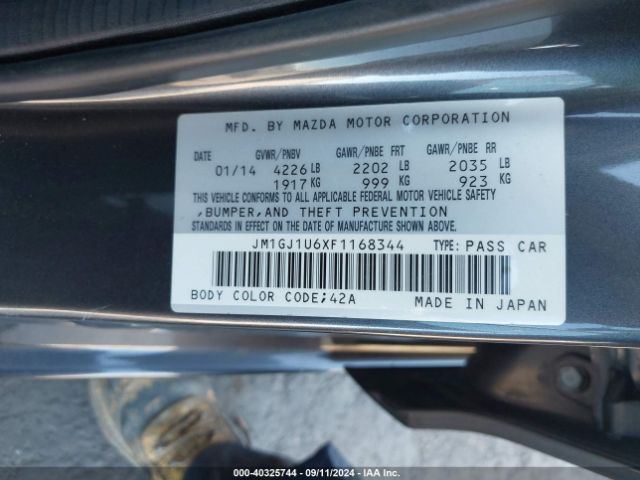 MFD. BY MAZDA MOTOR CORPORATION
DATE GVWR/PNBV GAWR/PNBE FRT GAWR/PNBE RR
01/14 4226 LB 2202 LB 2035 LB
1917 KG 999 KG 923 KG
THIS VEHICLE CONFORMS TO ALL APPLICABLE FEDERAL MOTOR VEHICLE SAFETY
,BUMPER,AND THEFT PREVENTION
STANDARDS IN EFFECT ON THE DATE OF MANUFACTURE SHOWN ABOVE.
JM1GJ1U6XF1168344 TYPE: PASS CAR
BODY COLOR CODE;42A MADE IN JAPAN
000-40325744 - 09/11/2024 - IAA Inc.